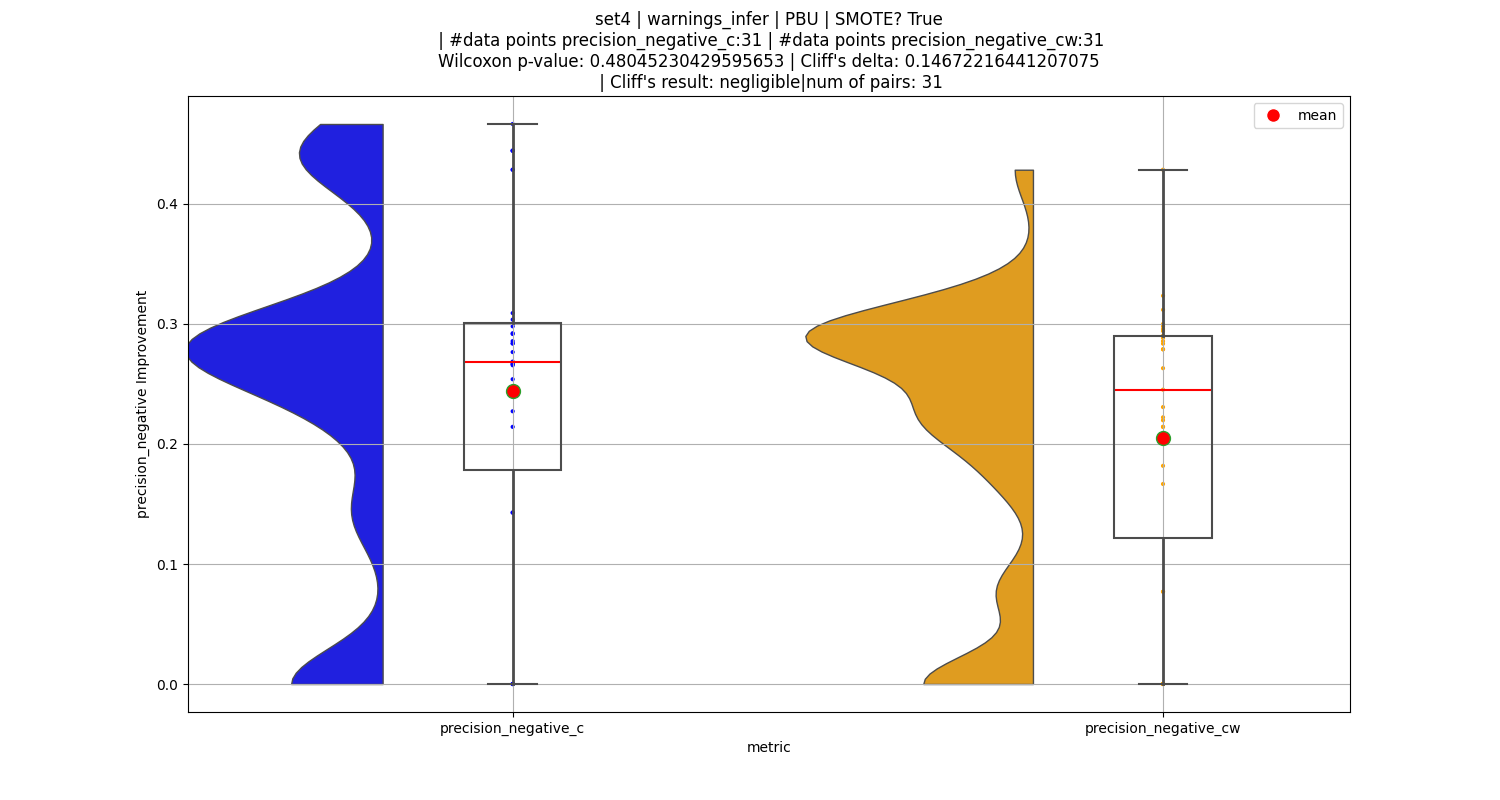 set4 | warnings_infer | PBU | SMOTE? True
| #data points precision_negative_c:31 | #data points precision_negative_cw:31
Wilcoxon p-value: 0.48045230429595653 | Cliff's delta: 0.14672216441207075
| Cliff's result: negligible|num of pairs: 31
mean
0.4
0.3
0.2
0.1
0.0
precision_negative Improvement
precision_negative_c
precision_negative_cw
metric